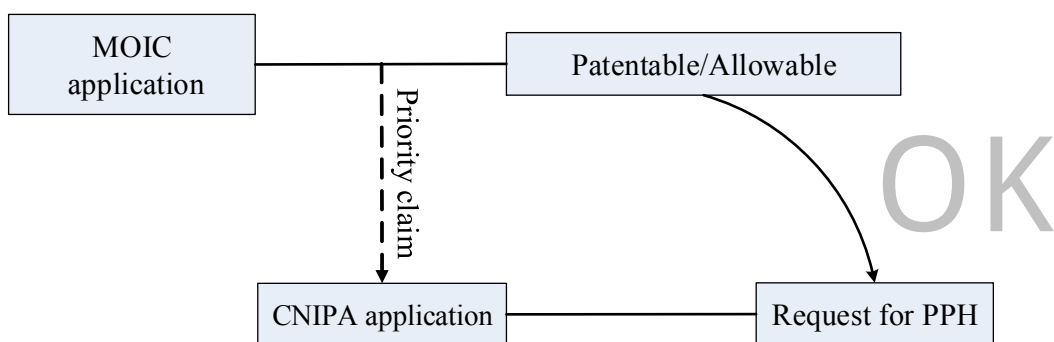 MOIC
application
Patentable/Allowable
Priority claim
OK
CNIPA application
Request for PPH